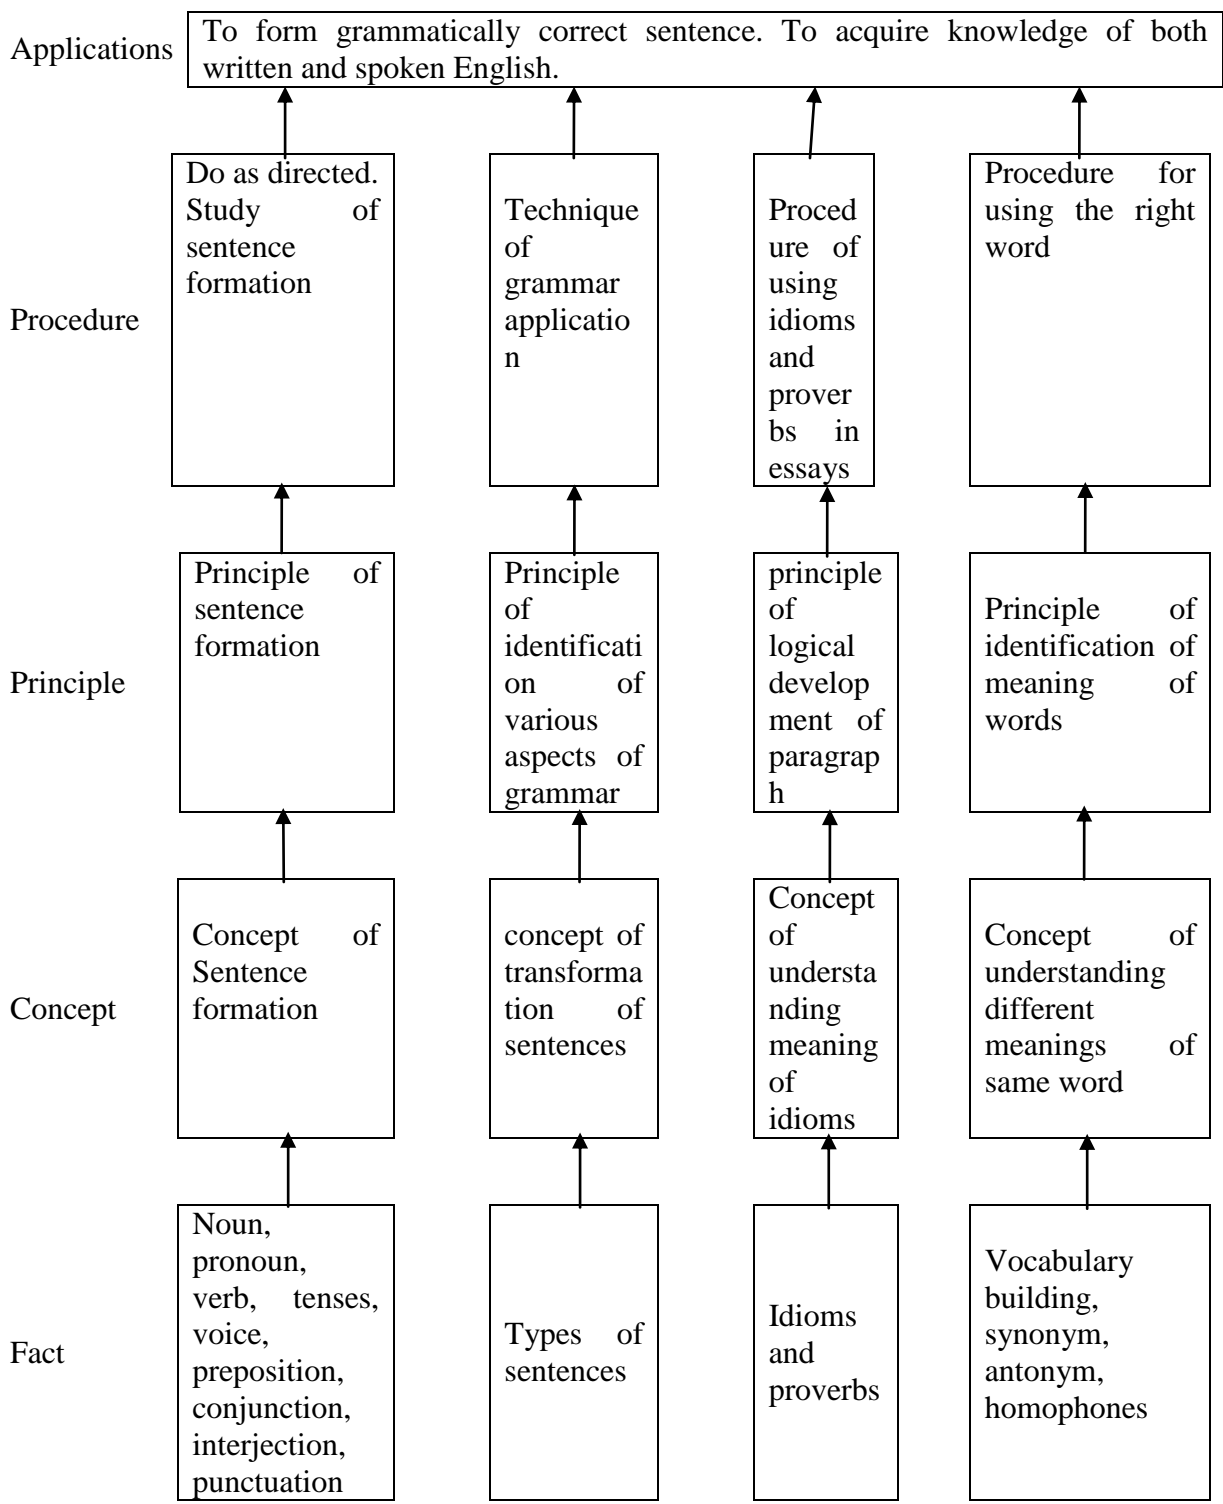 Applications
To form grammatically correct sentence. To acquire knowledge of both
written and spoken English.
Procedure
Do as directed.
Study of
sentence
formation
Technique
of
grammar
applicatio
n
Proced
ure of
using
idioms
and
prover
bs in
essays
Procedure for
using the right
word
Principle
Principle of
sentence
formation
Principle
of
identificati
on of
various
aspects of
grammar
principle
of
logical
develop
ment of
paragrap
h
Principle of
identification of
meaning of
words
Concept
Concept of
Sentence
formation
concept of
transforma
tion of
sentences
Concept
of
understa
nding
meaning
of
idioms
Concept of
understanding
different
meanings of
same word
Fact
Noun,
pronoun,
verb, tenses,
voice,
preposition,
conjunction,
interjection,
punctuation
Types of
sentences
Idioms
and
proverbs
Vocabulary
building,
synonym,
antonym,
homophones